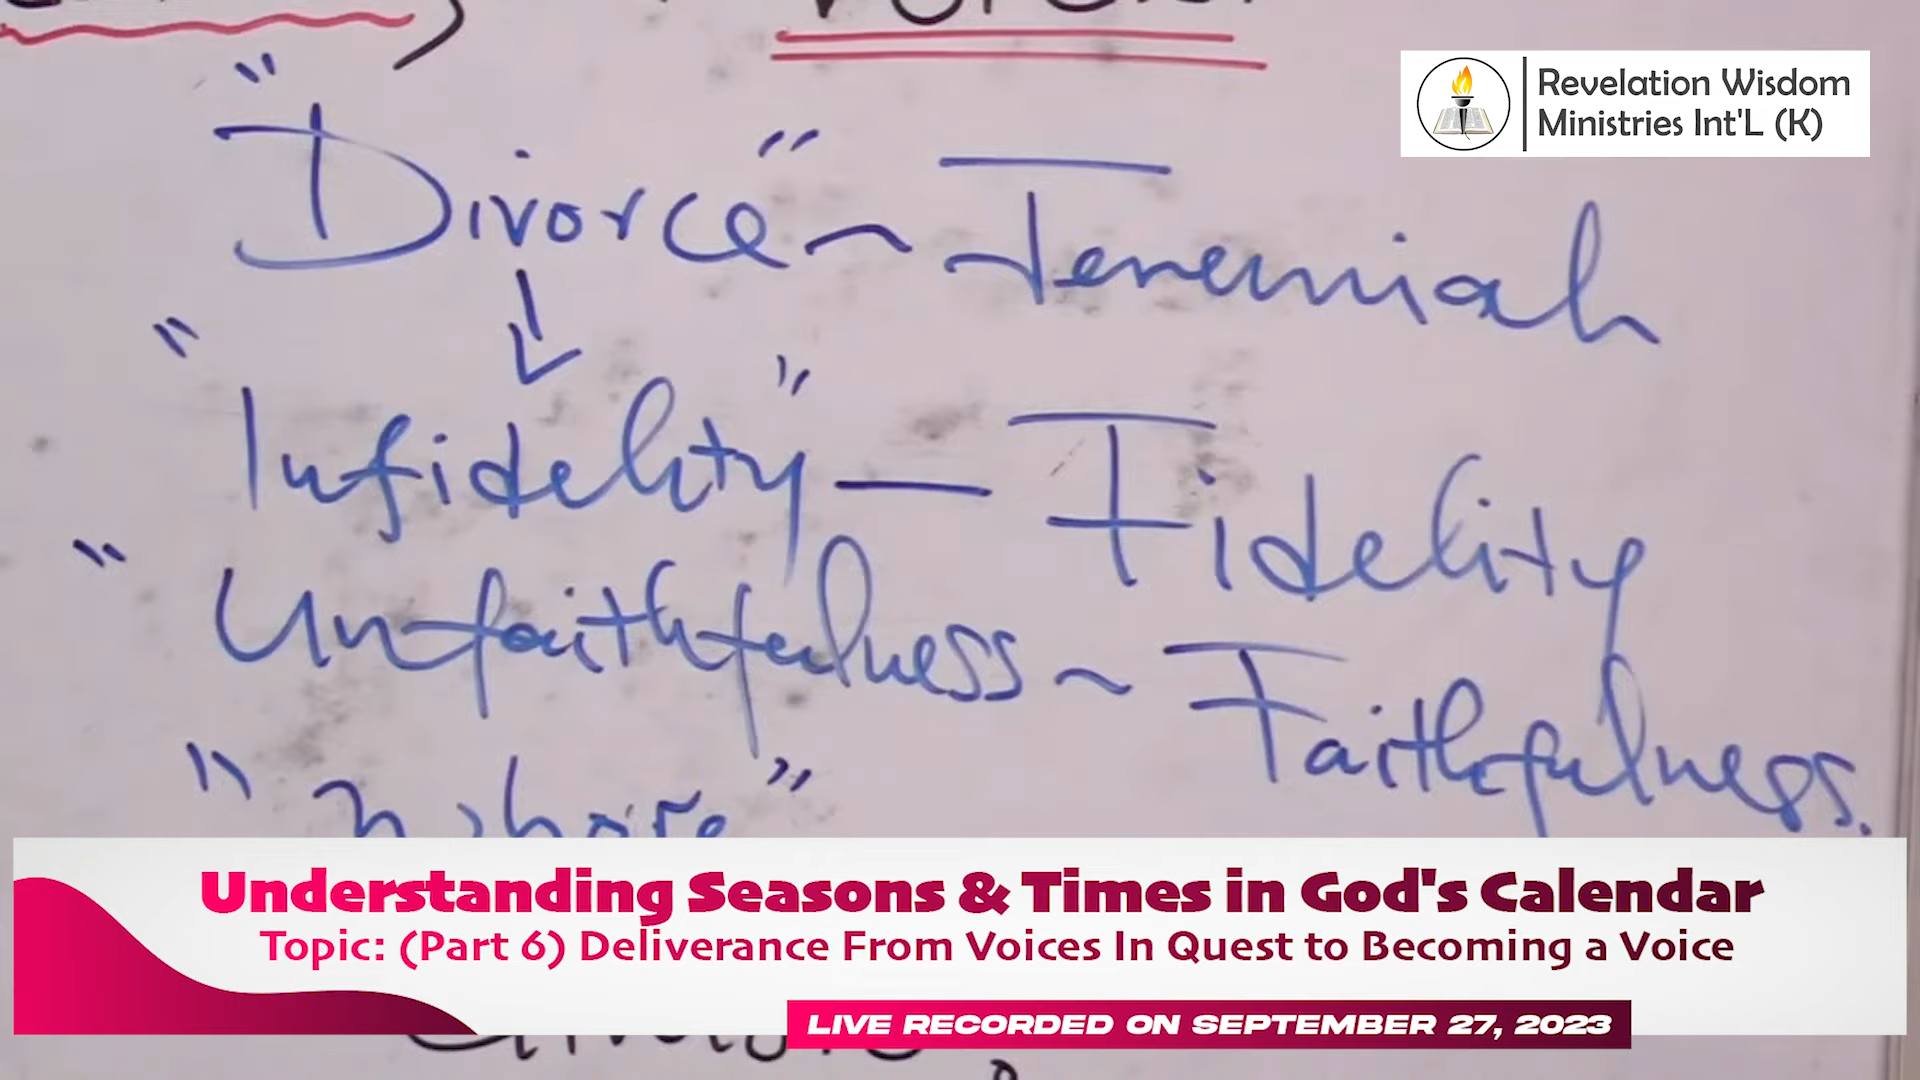 Revelation Wisdom
Ministries Int'L (K)
"Divorce" ~ Jeremiah
"Infidelity" — Fidelity
"Unfaithfulness ~ Faithfulness.
"whore"
Understanding Seasons & Times in God's Calendar
Topic: (Part 6) Deliverance From Voices In Quest to Becoming a Voice
LIVE RECORDED ON SEPTEMBER 27, 2023